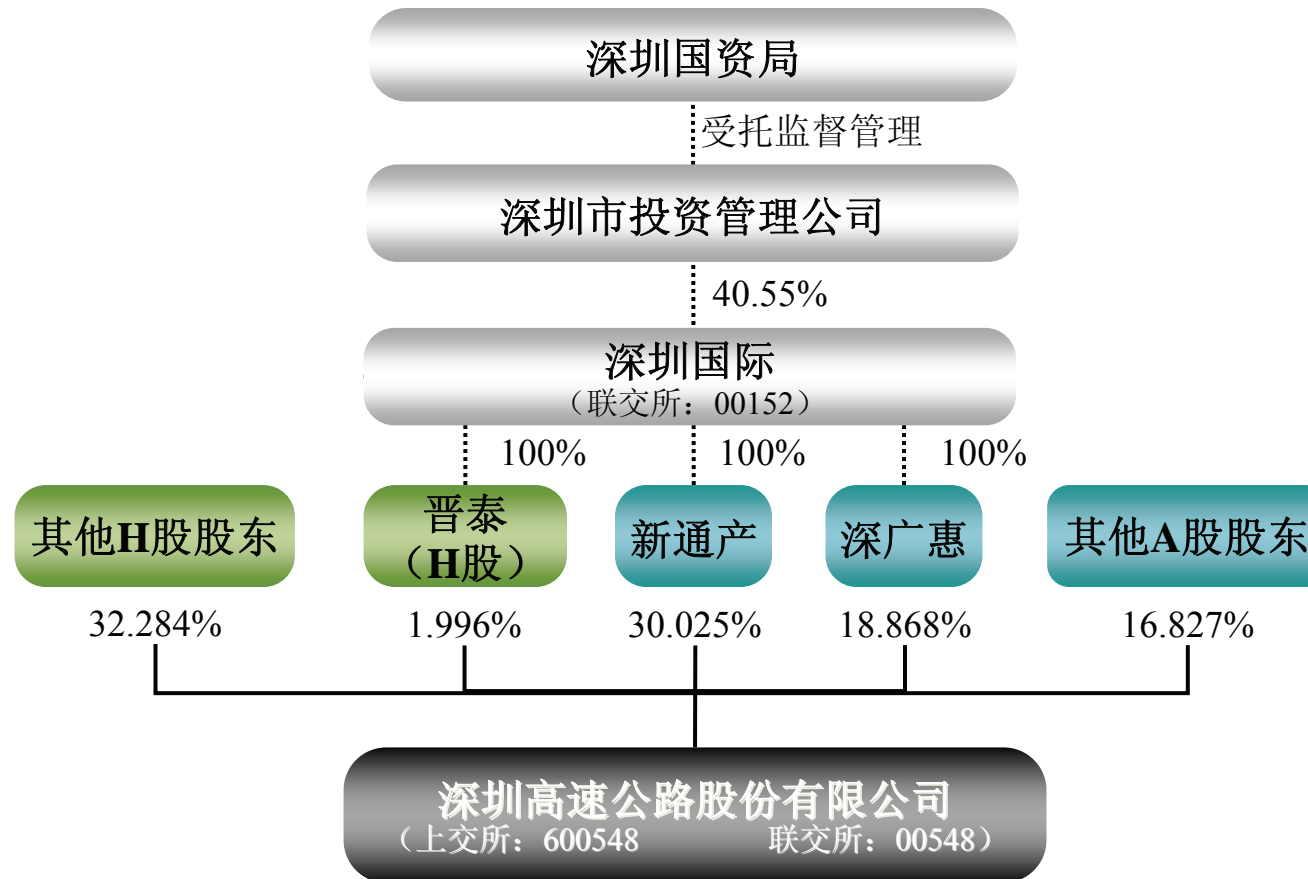 深圳国资局
受托监督管理
深圳市投资管理公司
40.55%
深圳国际
（联交所：00152）
100%
100%
100%
其他H股股东
晋泰
（H股）
新通产
深广惠
其他A股股东
32.284%
1.996%
30.025%
18.868%
16.827%
深圳高速公路股份有限公司
（上交所：600548 联交所：00548）